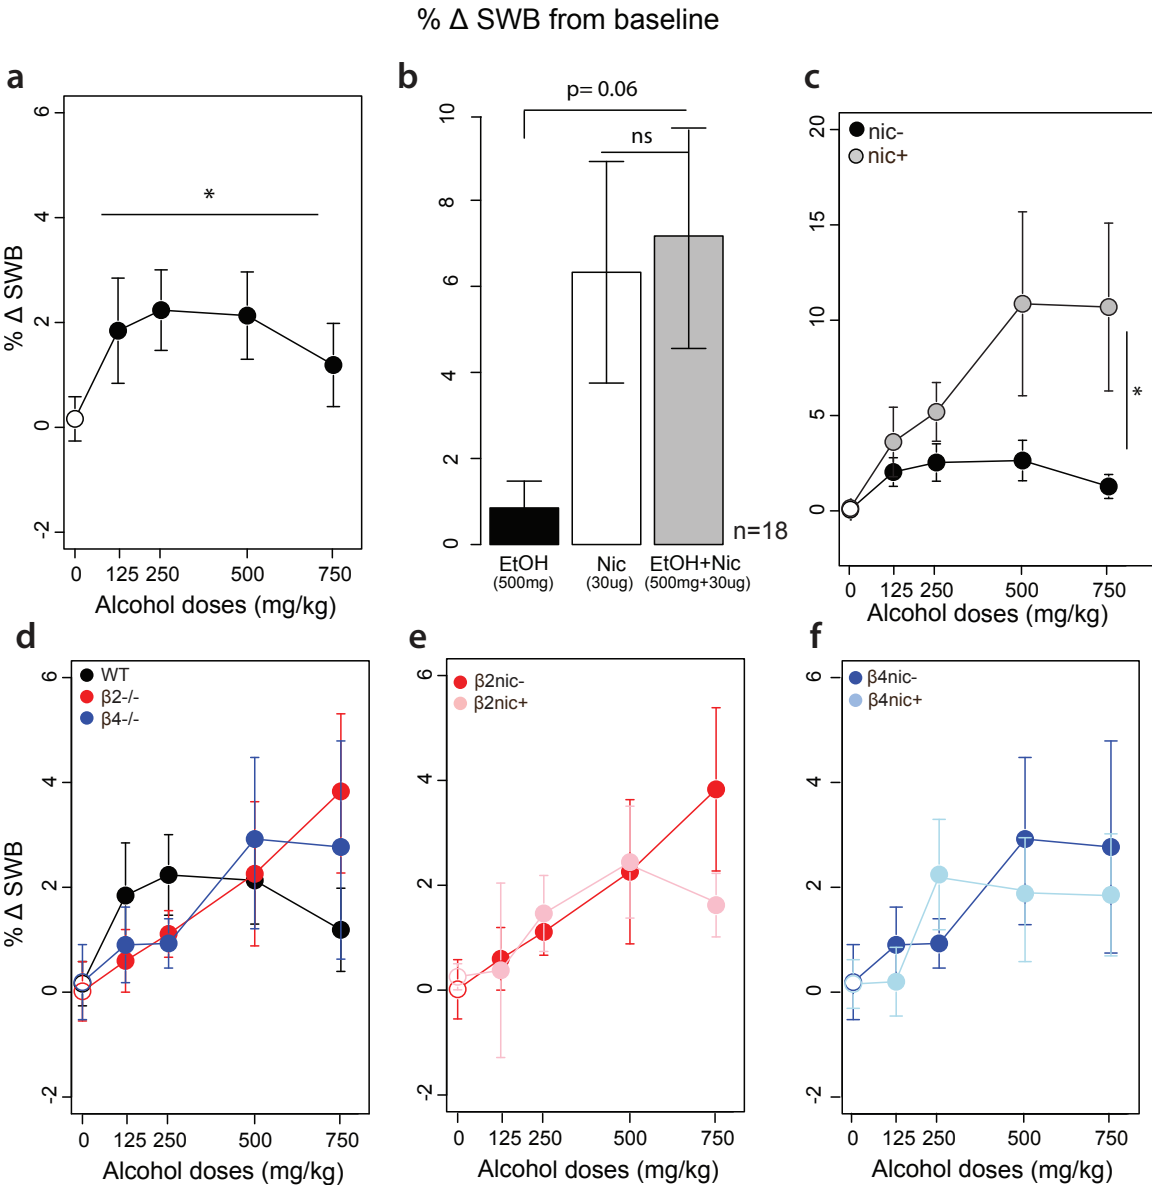 % Δ SWB from baseline
a
6
4
2
0
-2
% Δ SWB
*
0 125 250 500 750
Alcohol doses (mg/kg)
b
p= 0.06
ns
10
8
6
4
2
0
n=18
EtOH Nic EtOH+Nic
(500mg) (30ug) (500mg+30ug)
c
nic-
nic+
20
15
10
5
0
*
0 125 250 500 750
Alcohol doses (mg/kg)
d
WT
β2-/-
β4-/-
6
4
2
0
-2
% Δ SWB
0 125 250 500 750
Alcohol doses (mg/kg)
e
β2nic-
β2nic+
6
4
2
0
-2
0 125 250 500 750
Alcohol doses (mg/kg)
f
β4nic-
β4nic+
6
4
2
0
-2
0 125 250 500 750
Alcohol doses (mg/kg)